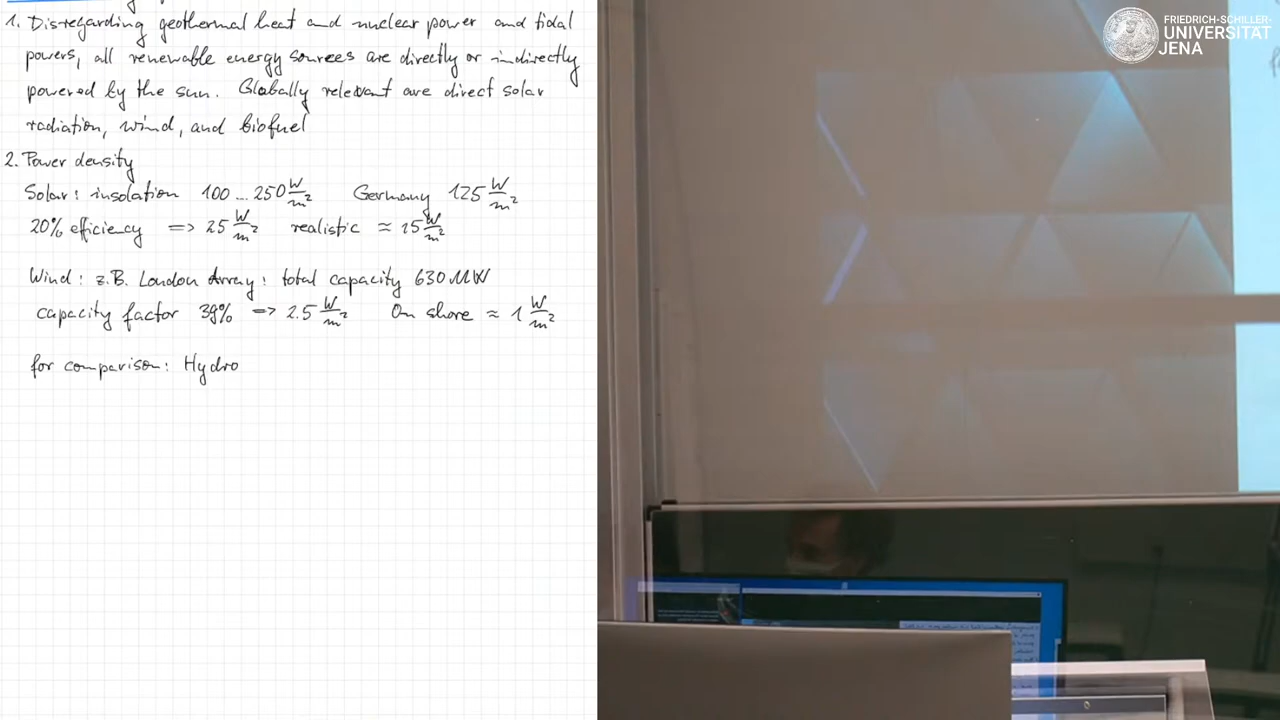 1. Disregarding geothermal heat and nuclear power and tidal
powers, all renewable energy sources are directly or indirectly
powered by the sun. Globally relevant are direct solar
radiation, wind, and biofuel
2. Power density
Solar: insolation 100 ... 250 W/m² Germany 125 W/m²
20% efficiency => 25 W/m² realistic ≈ 15 W/m²
Wind: z.B. London Array: total capacity 630 MW
capacity factor 39% => 2.5 W/m² On shore ≈ 1 W/m²
for comparison: Hydro
FRIEDRICH-SCHILLER-
UNIVERSITÄT
JENA